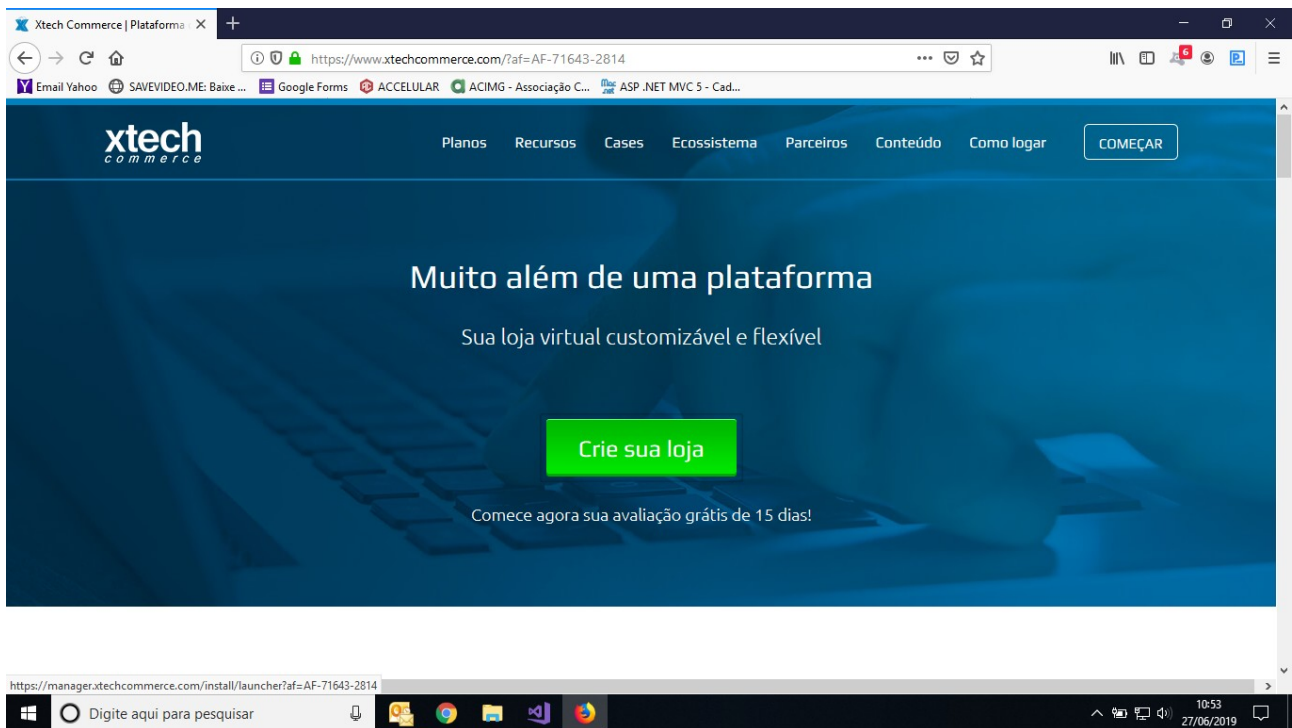 Xtech Commerce | Plataforma
https://www.xtechcommerce.com/?af=AF-71643-2814
6
Email Yahoo SAVEVIDEO.ME: Baixe ... Google Forms ACCELULAR ACIMG - Associação C... ASP .NET MVC 5 - Cad...
xtech
commerce
Planos Recursos Cases Ecossistema Parceiros Conteúdo Como logar COMEÇAR
Muito além de uma plataforma
Sua loja virtual customizável e flexível
Crie sua loja
Comece agora sua avaliação grátis de 15 dias!
https://manager.xtechcommerce.com/install/launcher?af=AF-71643-2814
Digite aqui para pesquisar
10:53
27/06/2019